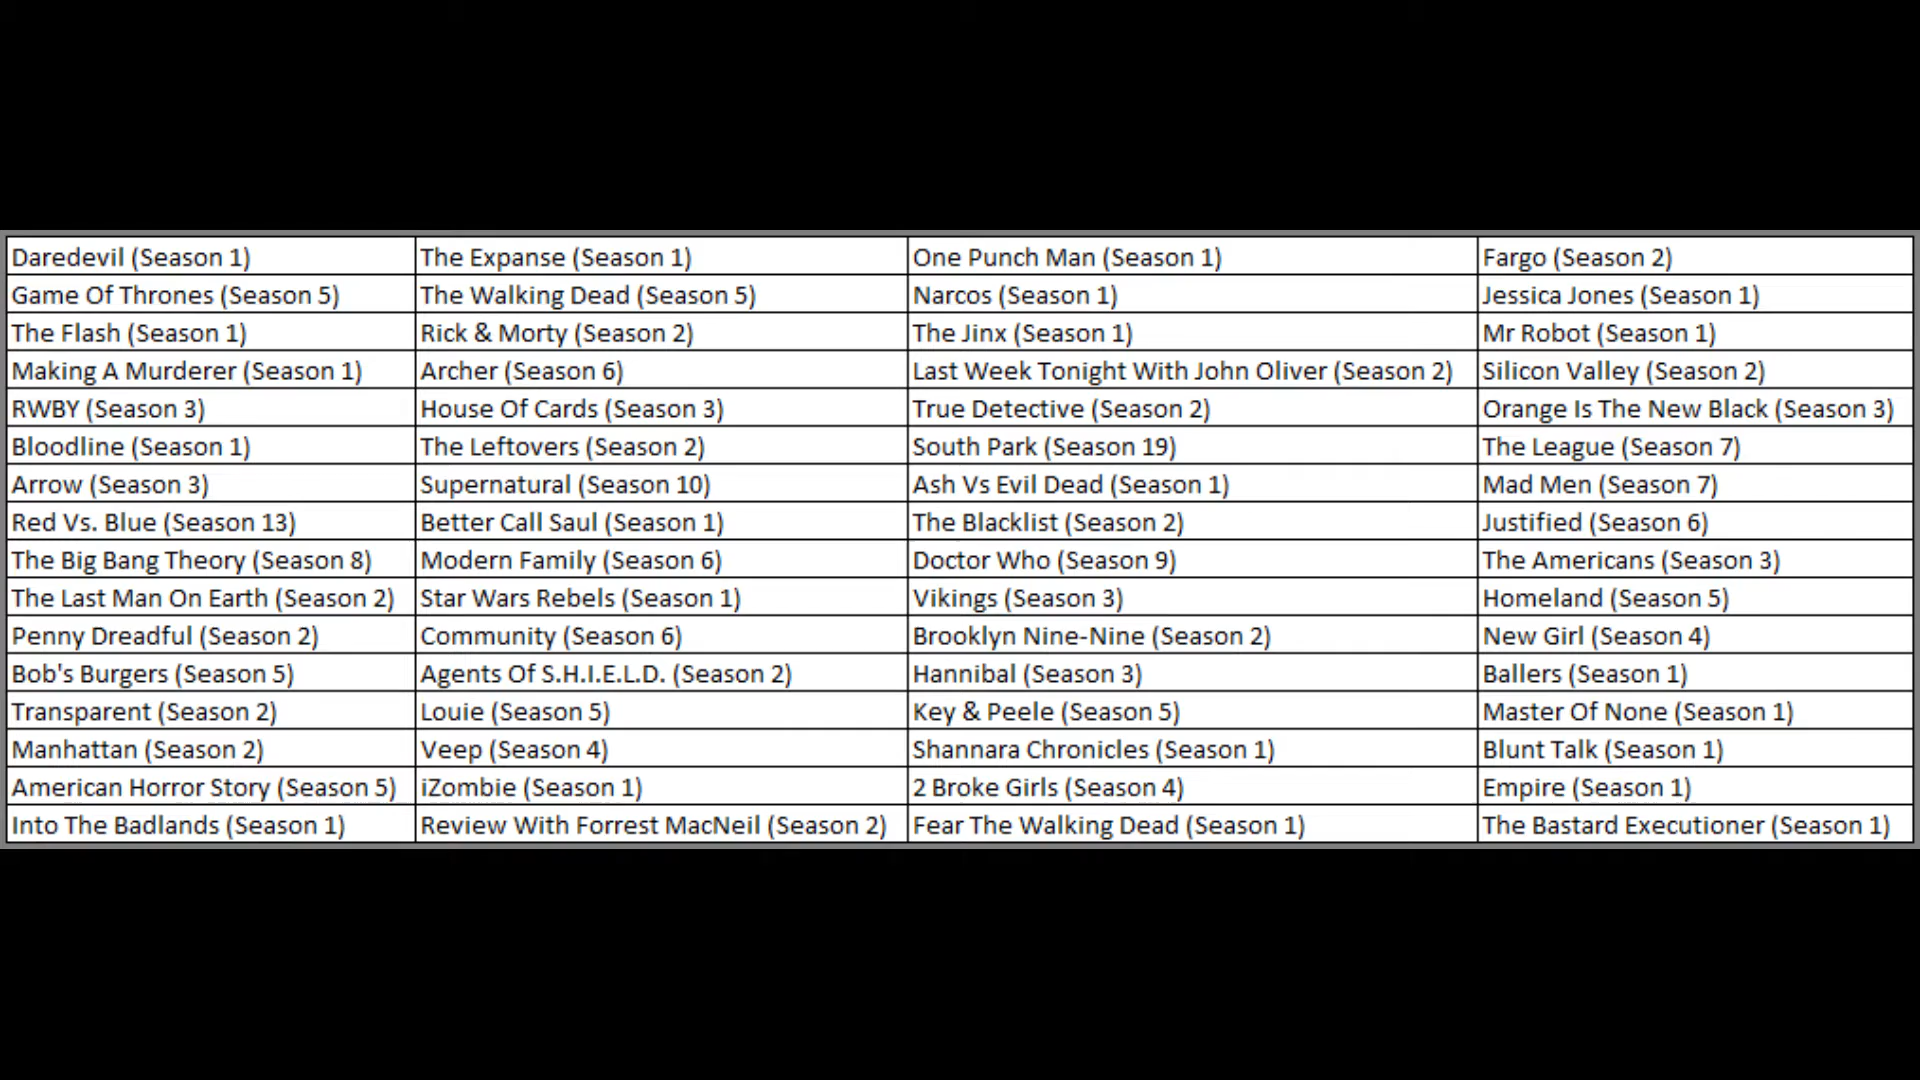 Daredevil (Season 1) The Expanse (Season 1) One Punch Man (Season 1) Fargo (Season 2)
Game Of Thrones (Season 5) The Walking Dead (Season 5) Narcos (Season 1) Jessica Jones (Season 1)
The Flash (Season 1) Rick & Morty (Season 2) The Jinx (Season 1) Mr Robot (Season 1)
Making A Murderer (Season 1) Archer (Season 6) Last Week Tonight With John Oliver (Season 2) Silicon Valley (Season 2)
RWBY (Season 3) House Of Cards (Season 3) True Detective (Season 2) Orange Is The New Black (Season 3)
Bloodline (Season 1) The Leftovers (Season 2) South Park (Season 19) The League (Season 7)
Arrow (Season 3) Supernatural (Season 10) Ash Vs Evil Dead (Season 1) Mad Men (Season 7)
Red Vs. Blue (Season 13) Better Call Saul (Season 1) The Blacklist (Season 2) Justified (Season 6)
The Big Bang Theory (Season 8) Modern Family (Season 6) Doctor Who (Season 9) The Americans (Season 3)
The Last Man On Earth (Season 2) Star Wars Rebels (Season 1) Vikings (Season 3) Homeland (Season 5)
Penny Dreadful (Season 2) Community (Season 6) Brooklyn Nine-Nine (Season 2) New Girl (Season 4)
Bob's Burgers (Season 5) Agents Of S.H.I.E.L.D. (Season 2) Hannibal (Season 3) Ballers (Season 1)
Transparent (Season 2) Louie (Season 5) Key & Peele (Season 5) Master Of None (Season 1)
Manhattan (Season 2) Veep (Season 4) Shannara Chronicles (Season 1) Blunt Talk (Season 1)
American Horror Story (Season 5) iZombie (Season 1) 2 Broke Girls (Season 4) Empire (Season 1)
Into The Badlands (Season 1) Review With Forrest MacNeil (Season 2) Fear The Walking Dead (Season 1) The Bastard Executioner (Season 1)